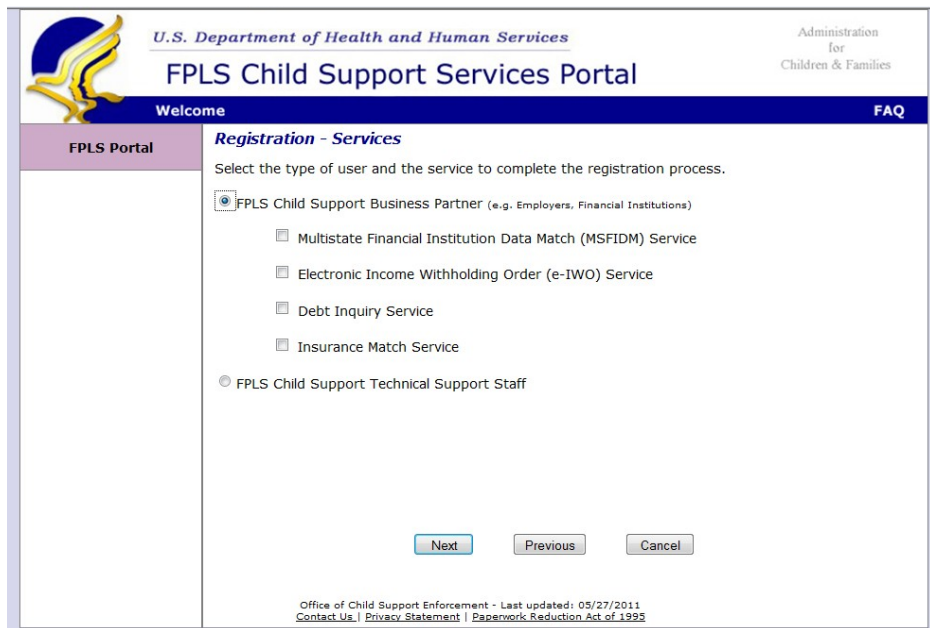 U.S. Department of Health and Human Services
Administration
for
Children & Families
FPLS Child Support Services Portal
Welcome
FAQ
FPLS Portal
Registration - Services
Select the type of user and the service to complete the registration process.
FPLS Child Support Business Partner (e.g. Employers, Financial Institutions)
Multistate Financial Institution Data Match (MSFIDM) Service
Electronic Income Withholding Order (e-IWO) Service
Debt Inquiry Service
Insurance Match Service
FPLS Child Support Technical Support Staff
Next Previous Cancel
Office of Child Support Enforcement - Last updated: 05/27/2011
Contact Us | Privacy Statement | Paperwork Reduction Act of 1995